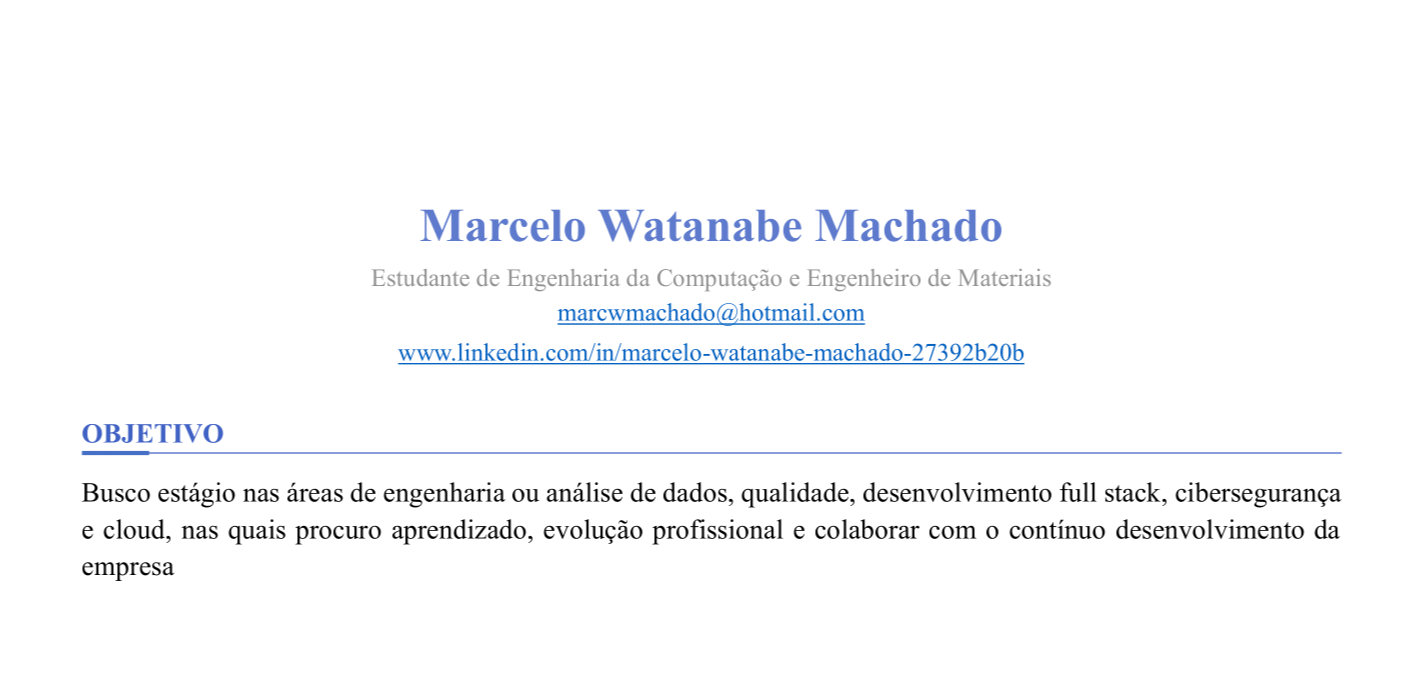 Marcelo Watanabe Machado
Estudante de Engenharia da Computação e Engenheiro de Materiais
marcwmachado@hotmail.com
www.linkedin.com/in/marcelo-watanabe-machado-27392b20b
OBJETIVO
Busco estágio nas áreas de engenharia ou análise de dados, qualidade, desenvolvimento full stack, cibersegurança
e cloud, nas quais procuro aprendizado, evolução profissional e colaborar com o contínuo desenvolvimento da
empresa